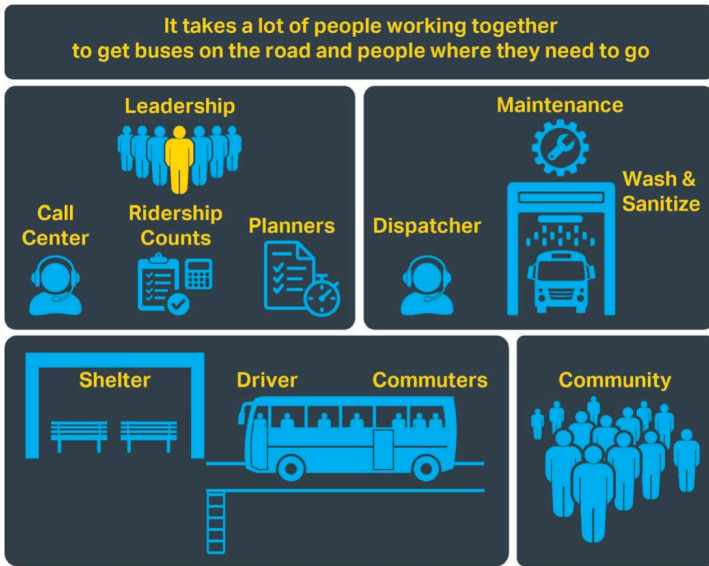 It takes a lot of people working together
to get buses on the road and people where they need to go
Leadership
Call
Center
Ridership
Counts
Planners
Maintenance
Wash &
Sanitize
Dispatcher
Shelter
Driver
Commuters
Community